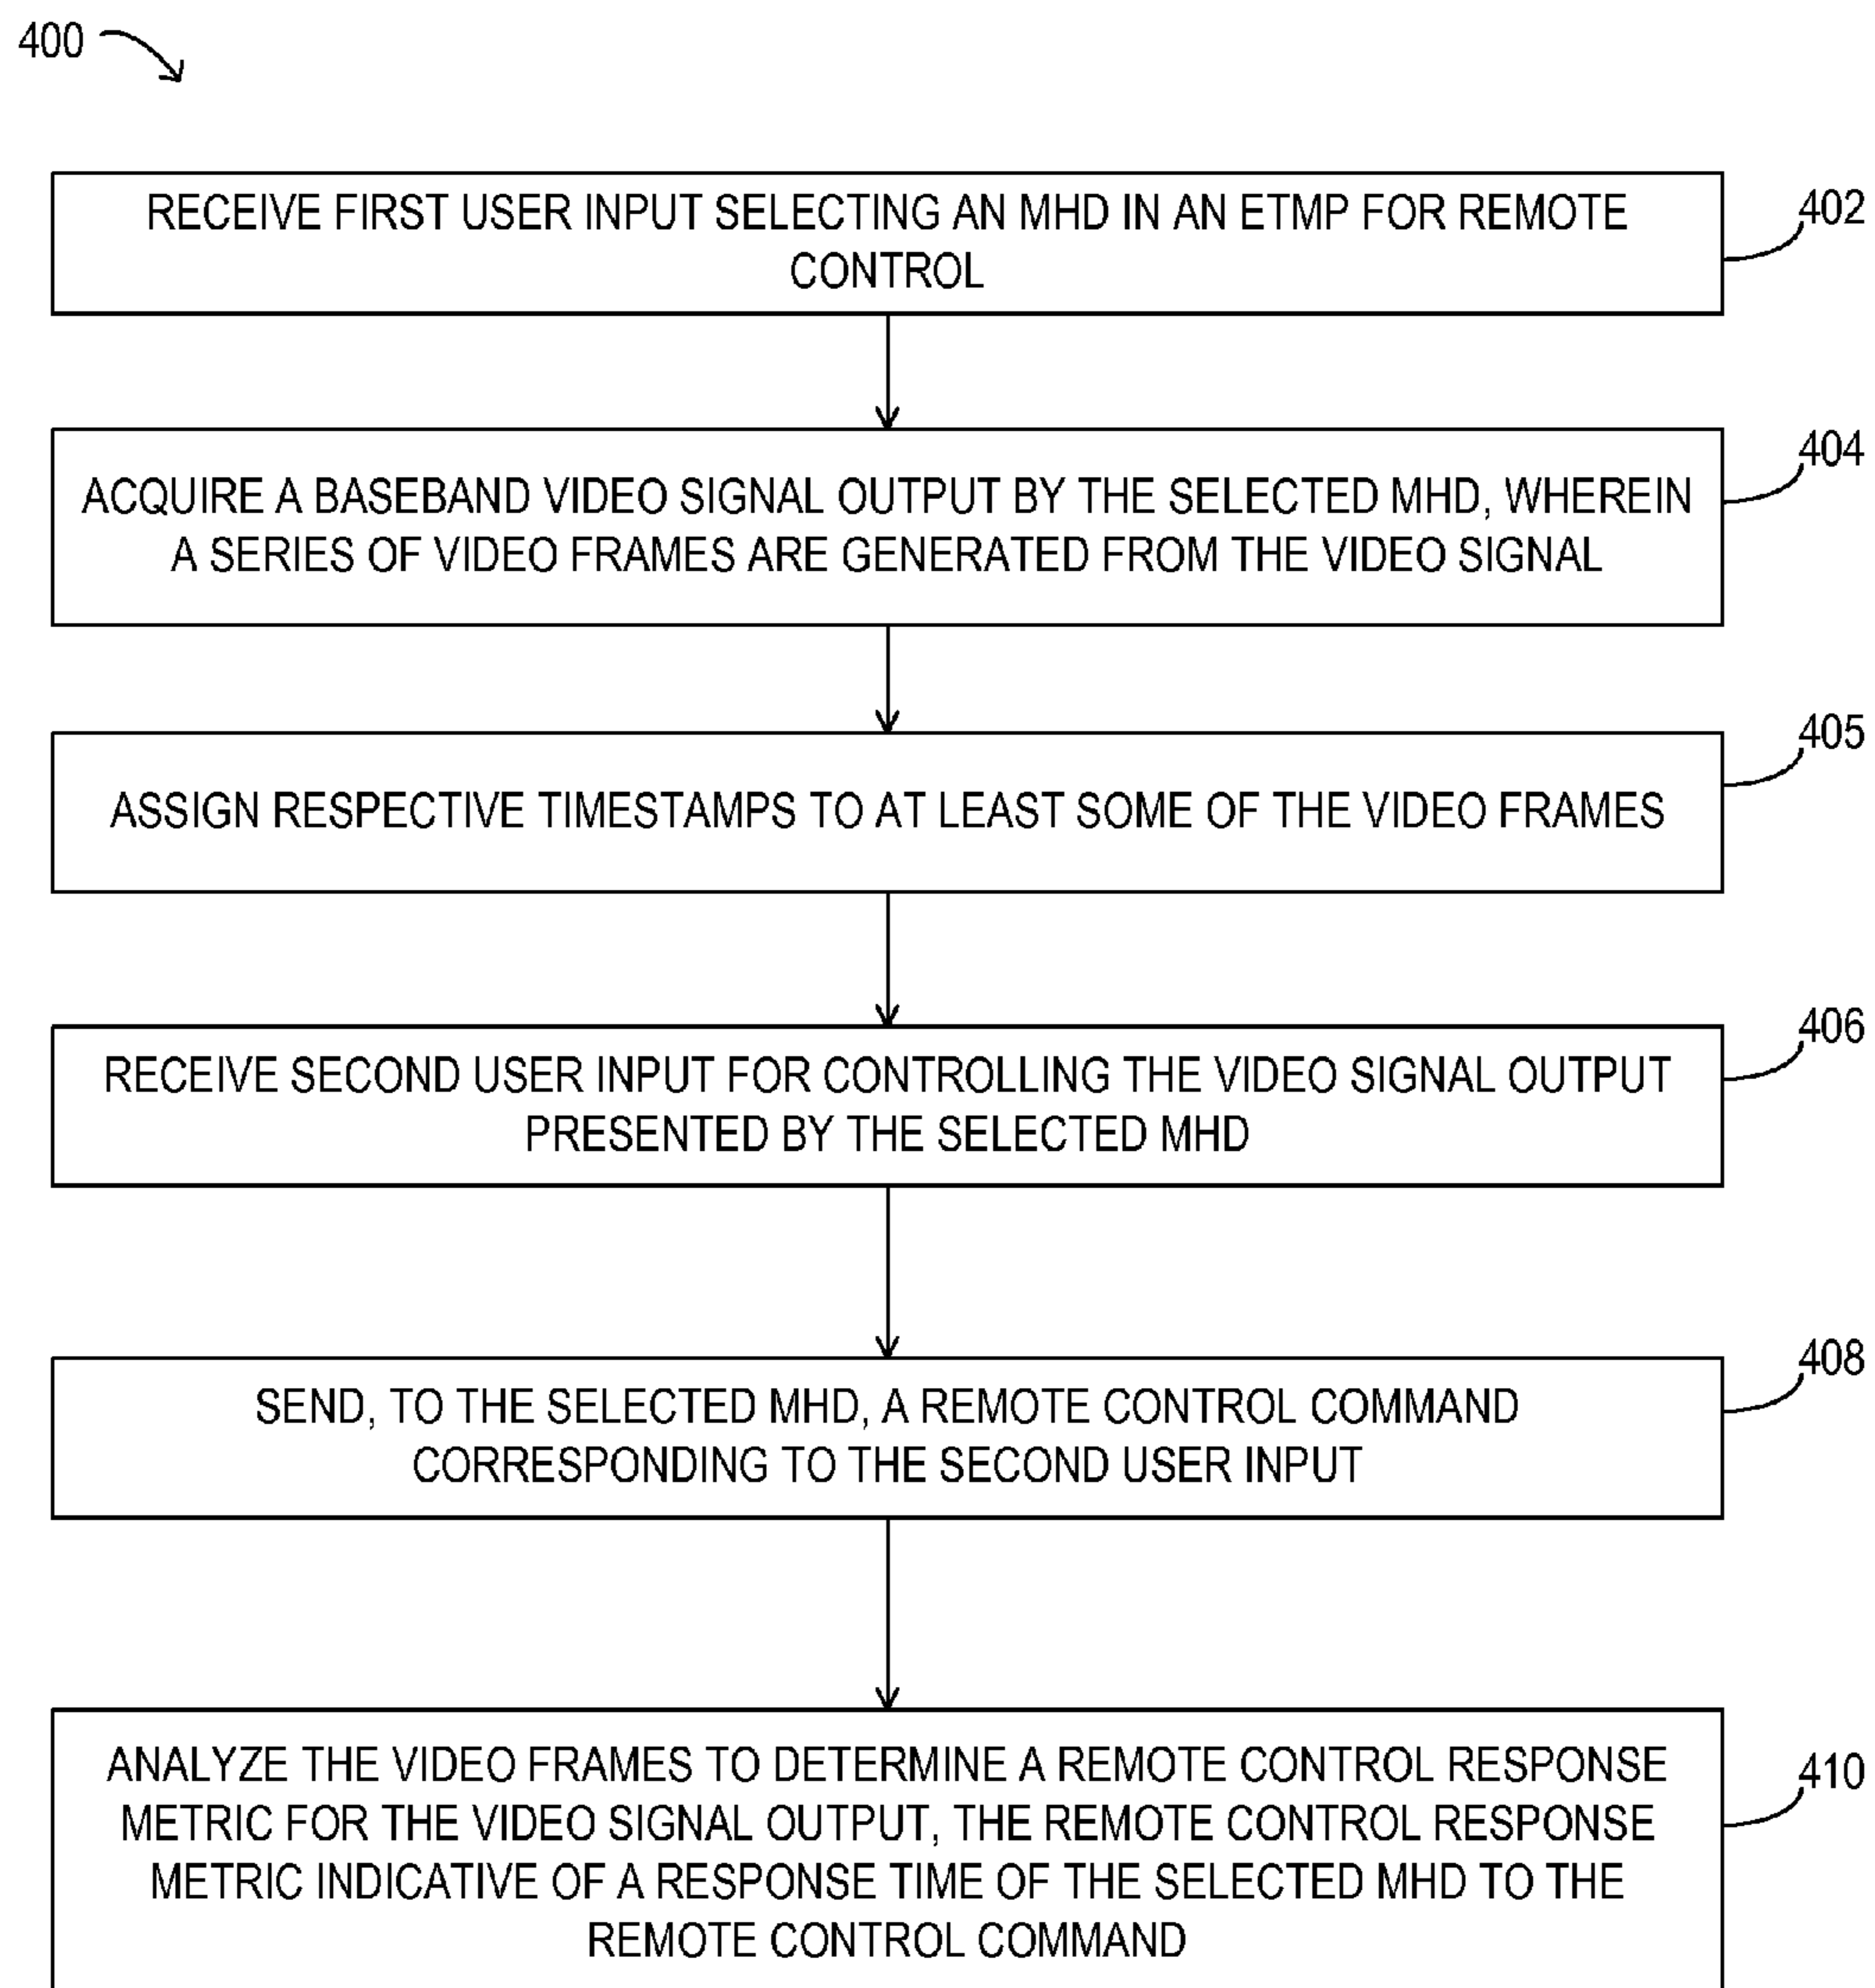 400
RECEIVE FIRST USER INPUT SELECTING AN MHD IN AN ETMP FOR REMOTE
CONTROL
402
ACQUIRE A BASEBAND VIDEO SIGNAL OUTPUT BY THE SELECTED MHD, WHEREIN
A SERIES OF VIDEO FRAMES ARE GENERATED FROM THE VIDEO SIGNAL
404
ASSIGN RESPECTIVE TIMESTAMPS TO AT LEAST SOME OF THE VIDEO FRAMES
405
RECEIVE SECOND USER INPUT FOR CONTROLLING THE VIDEO SIGNAL OUTPUT
PRESENTED BY THE SELECTED MHD
406
SEND, TO THE SELECTED MHD, A REMOTE CONTROL COMMAND
CORRESPONDING TO THE SECOND USER INPUT
408
ANALYZE THE VIDEO FRAMES TO DETERMINE A REMOTE CONTROL RESPONSE
METRIC FOR THE VIDEO SIGNAL OUTPUT, THE REMOTE CONTROL RESPONSE
METRIC INDICATIVE OF A RESPONSE TIME OF THE SELECTED MHD TO THE
REMOTE CONTROL COMMAND
410